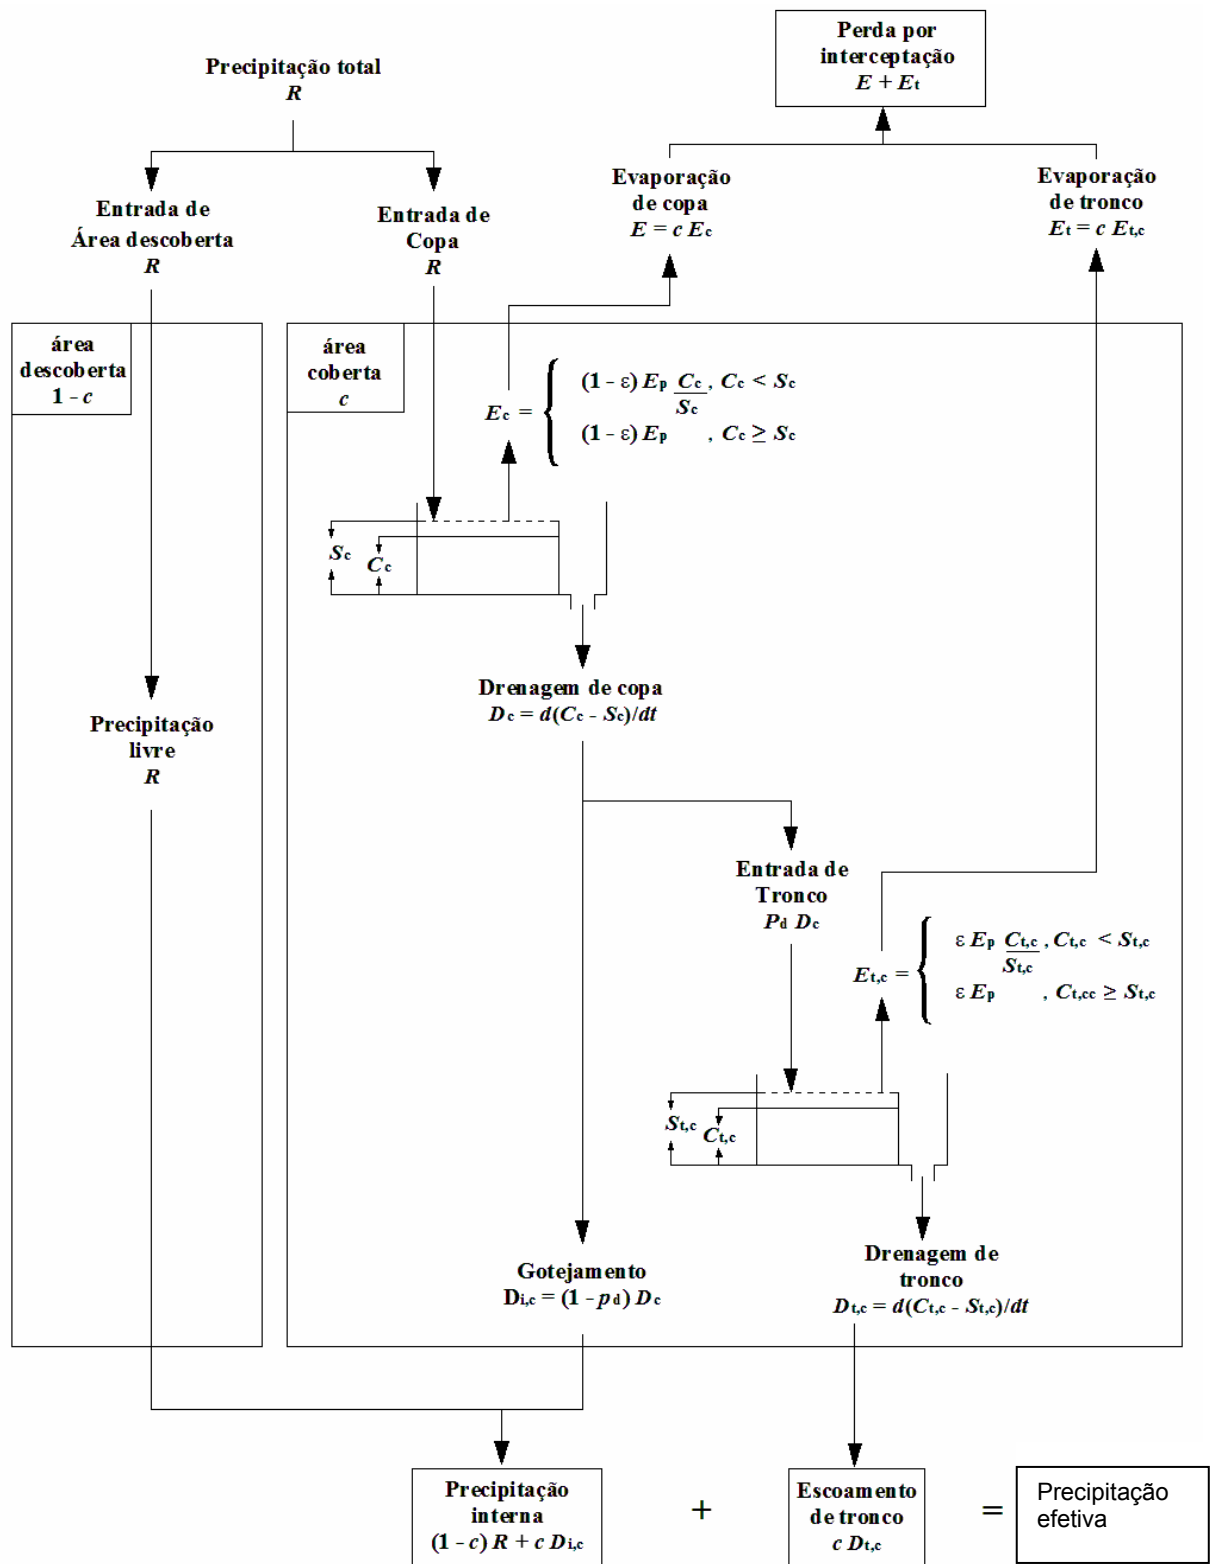 Precipitação total
R
Perda por
interceptação
E + Et
Entrada de
Área descoberta
R
Entrada de
Copa
R
Evaporação
de copa
E = c Ec
Evaporação
de tronco
Et = c Et,c
área
descoberta
1 - c
área
coberta
c
Ec =
(1 - ε) Ep Cc/Sc , Cc < Sc
(1 - ε) Ep , Cc ≥ Sc
Sc
Cc
Drenagem de copa
Dc = d(Cc - Sc)/dt
Precipitação
livre
R
Entrada de
Tronco
Pd Dc
Et,c =
ε Ep Ct,c/St,c , Ct,c < St,c
ε Ep , Ct,cc ≥ St,c
St,c
Ct,c
Gotejamento
Di,c = (1 - pd) Dc
Drenagem de
tronco
Dt,c = d(Ct,c - St,c)/dt
Precipitação
interna
(1 - c) R + c Di,c
+
Escoamento
de tronco
c Dt,c
=
Precipitação
efetiva